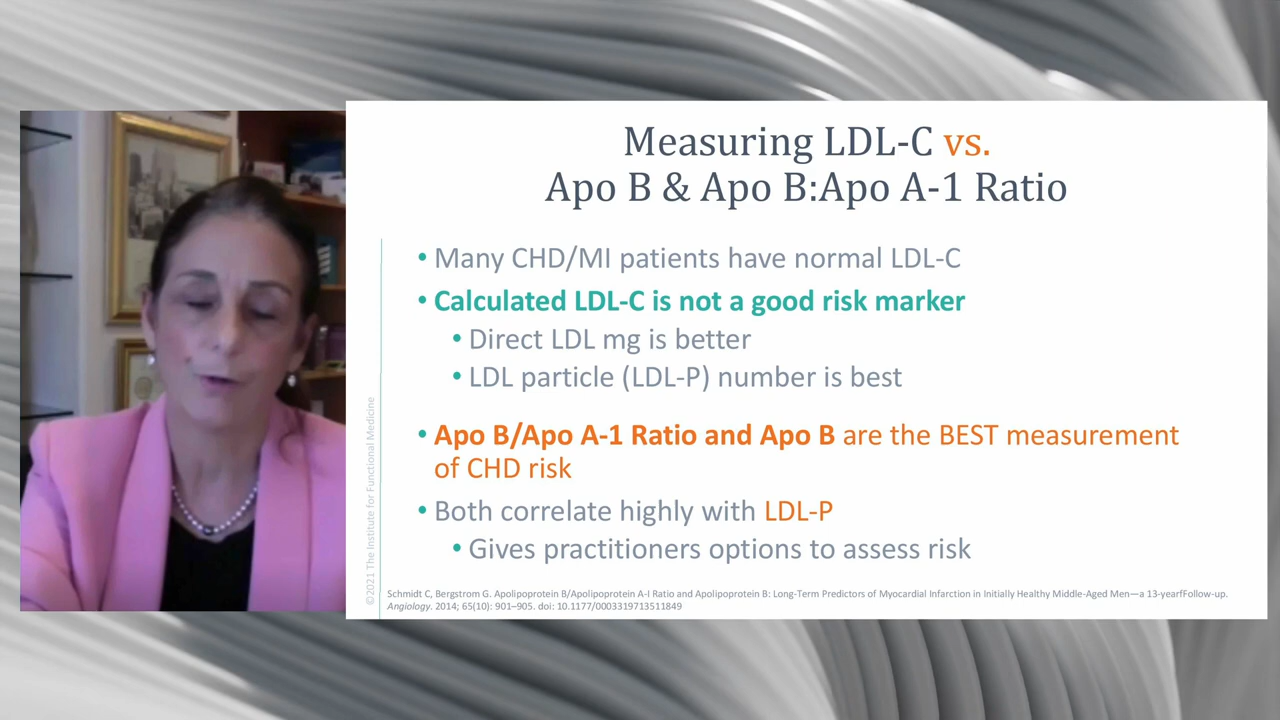 Measuring LDL-C vs.
Apo B & Apo B:Apo A-1 Ratio
• Many CHD/MI patients have normal LDL-C
• Calculated LDL-C is not a good risk marker
• Direct LDL mg is better
• LDL particle (LDL-P) number is best
• Apo B/Apo A-1 Ratio and Apo B are the BEST measurement
of CHD risk
• Both correlate highly with LDL-P
• Gives practitioners options to assess risk
©2021 The Institute for Functional Medicine
Schmidt C, Bergstrom G. Apolipoprotein B/Apolipoprotein A-I Ratio and Apolipoprotein B: Long-Term Predictors of Myocardial Infarction in Initially Healthy Middle-Aged Men—a 13-yearfFollow-up.
Angiology. 2014; 65(10): 901–905. doi: 10.1177/0003319713511849